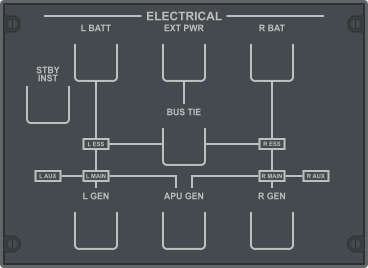 ELECTRICAL
L BATT EXT PWR R BAT
STBY
INST
BUS TIE
L ESS R ESS
L AUX L MAIN R MAIN R AUX
L GEN APU GEN R GEN